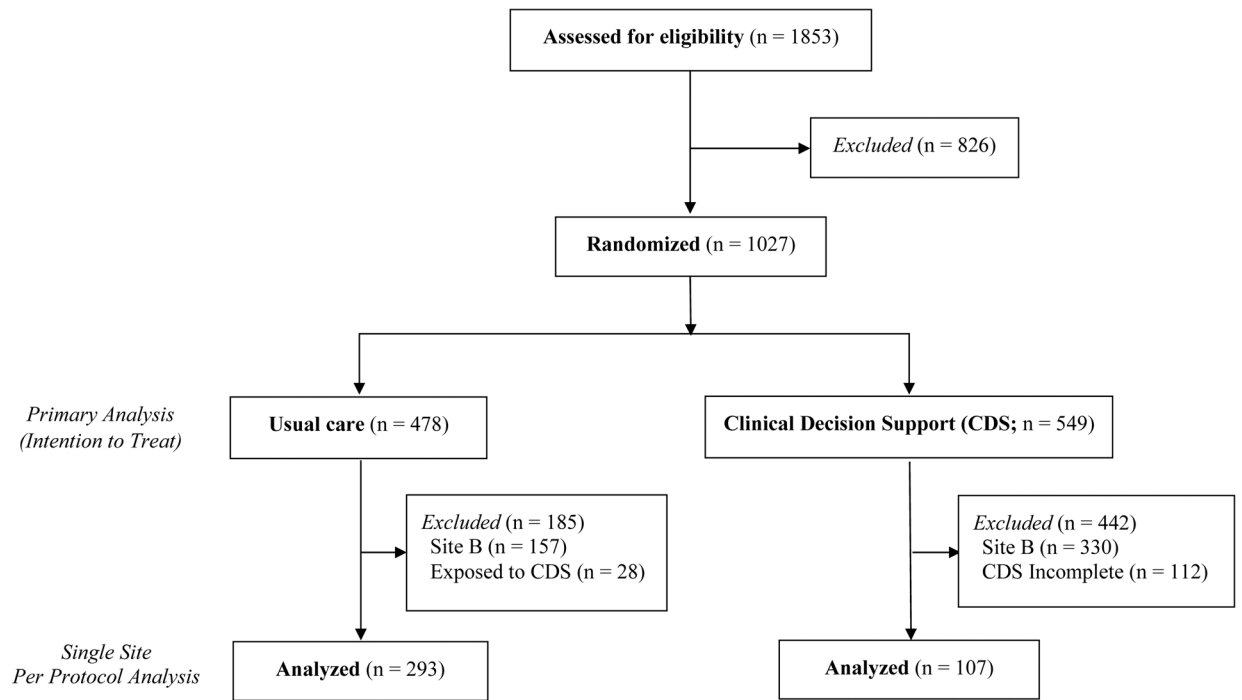 Assessed for eligibility (n = 1853)
Excluded (n = 826)
Randomized (n = 1027)
Primary Analysis
(Intention to Treat)
Usual care (n = 478)
Clinical Decision Support (CDS; n = 549)
Excluded (n = 185)
Site B (n = 157)
Exposed to CDS (n = 28)
Excluded (n = 442)
Site B (n = 330)
CDS Incomplete (n = 112)
Single Site
Per Protocol Analysis
Analyzed (n = 293)
Analyzed (n = 107)